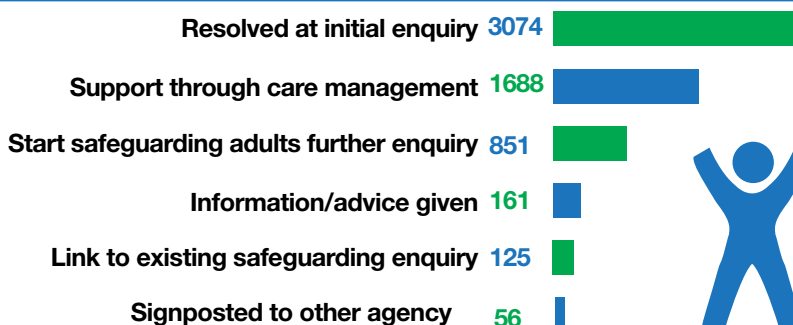 Resolved at initial enquiry 3074
Support through care management 1688
Start safeguarding adults further enquiry 851
Information/advice given 161
Link to existing safeguarding enquiry 125
Signposted to other agency 56